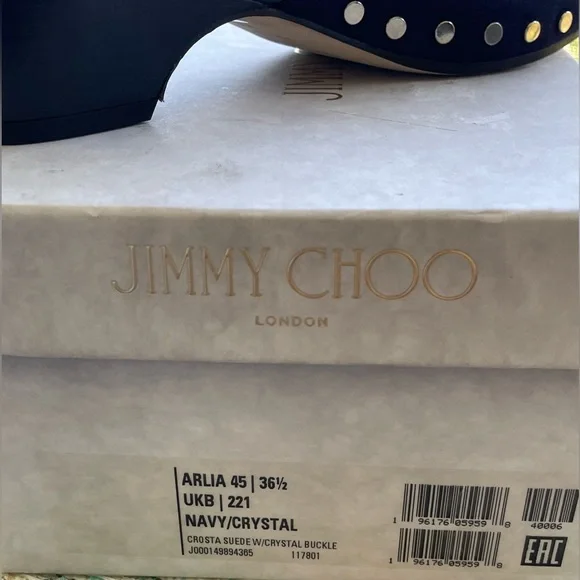 JIMMY CHOO
LONDON
ARLIA 45 | 36½
UKB | 221
NAVY/CRYSTAL
CROSTA SUEDE W/CRYSTAL BUCKLE
J000149894365 117801
1 96176 05959 8
40006
1 96176 05959 8
EAC